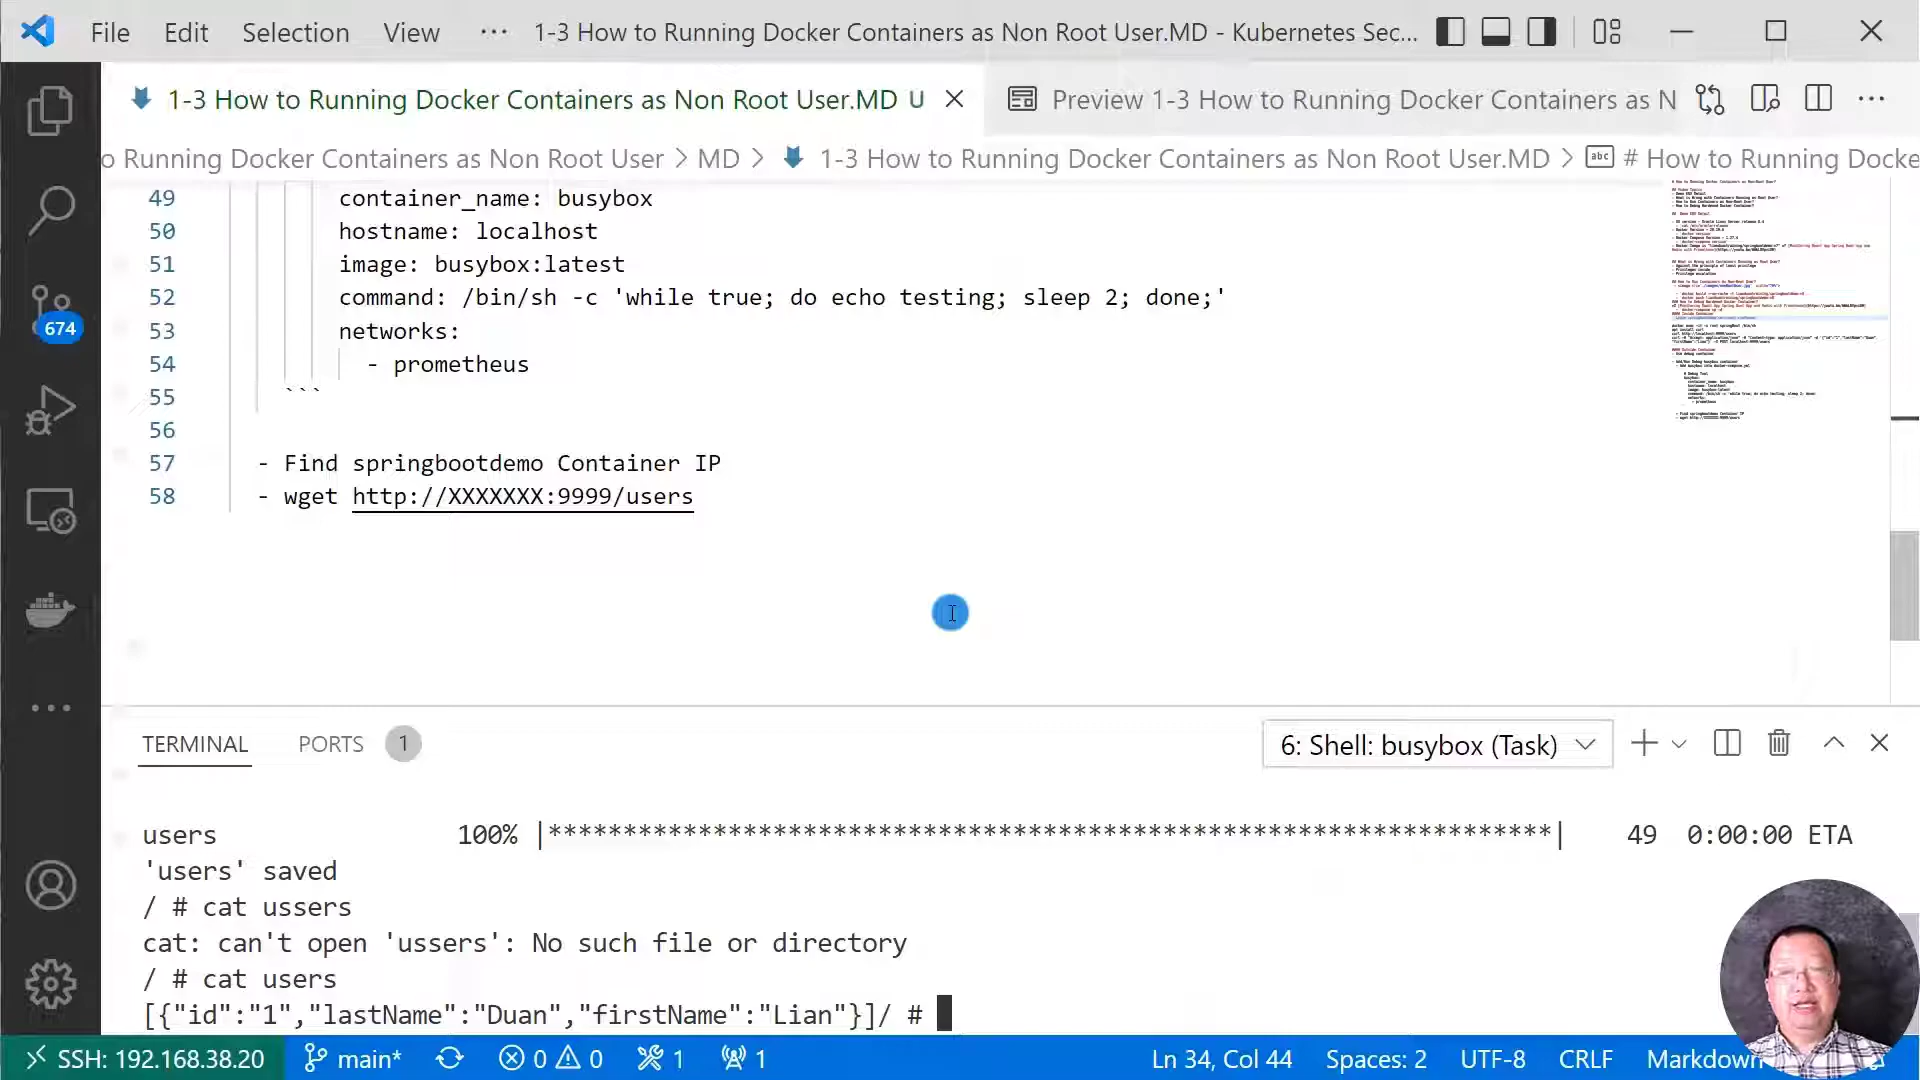 File Edit Selection View ··· 1-3 How to Running Docker Containers as Non Root User.MD - Kubernetes Sec...
1-3 How to Running Docker Containers as Non Root User.MD U
Preview 1-3 How to Running Docker Containers as N
o Running Docker Containers as Non Root User > MD > 1-3 How to Running Docker Containers as Non Root User.MD > abc # How to Running Docke
49 container_name: busybox
50 hostname: localhost
51 image: busybox:latest
52 command: /bin/sh -c 'while true; do echo testing; sleep 2; done;'
53 networks:
54 - prometheus
55 ```
56
57 - Find springbootdemo Container IP
58 - wget http://XXXXXXX:9999/users
674
TERMINAL PORTS 1 6: Shell: busybox (Task)
users 100% |*******************************************************************| 49 0:00:00 ETA
'users' saved
/ # cat ussers
cat: can't open 'ussers': No such file or directory
/ # cat users
[{"id":"1","lastName":"Duan","firstName":"Lian"}]/ #
SSH: 192.168.38.20 main* 0 0 1 1 Ln 34, Col 44 Spaces: 2 UTF-8 CRLF Markdown